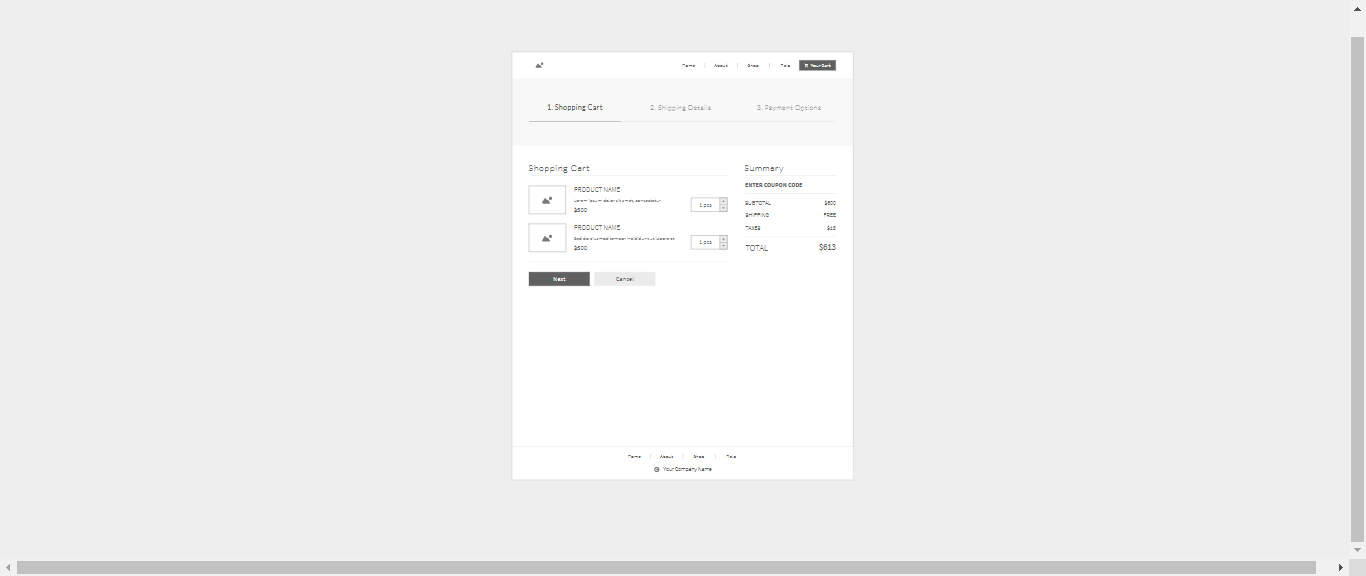 Home About Shop Help Your Cart
1. Shopping Cart 2. Shipping Details 3. Payment Options
Shopping Cart
PRODUCT NAME
Lorem ipsum dolor sit amet, consectetur
$500
1 pcs
PRODUCT NAME
Sed do eiusmod tempor incididunt ut labore et
$500
1 pcs
Next Cancel
Summary
ENTER COUPON CODE
SUBTOTAL $600
SHIPPING FREE
TAXES $13
TOTAL $613
Home About Shop Help
Your Company Name